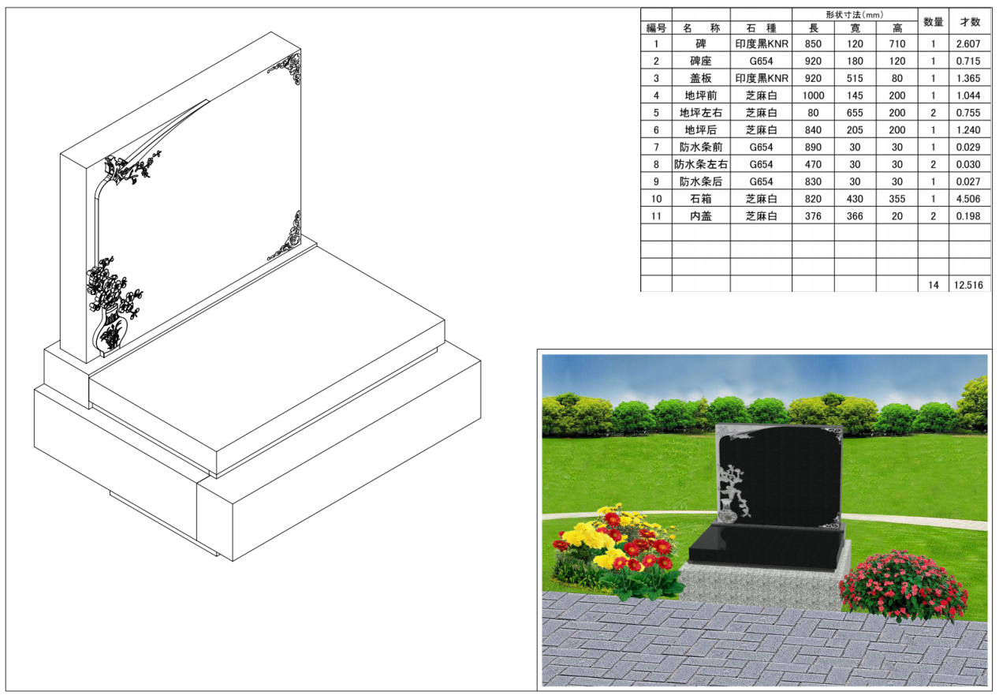 形状寸法(mm)
編号 名 称 石 種 長 寛 高 数量 才数
1 碑 印度黒KNR 850 120 710 1 2.607
2 碑座 G654 920 180 120 1 0.715
3 盖板 印度黒KNR 920 515 80 1 1.365
4 地坪前 芝麻白 1000 145 200 1 1.044
5 地坪左右 芝麻白 80 655 200 2 0.755
6 地坪后 芝麻白 840 205 200 1 1.240
7 防水条前 G654 890 30 30 1 0.029
8 防水条左右 G654 470 30 30 2 0.030
9 防水条后 G654 830 30 30 1 0.027
10 石箱 芝麻白 820 430 355 1 4.506
11 内盖 芝麻白 376 366 20 2 0.198
14 12.516